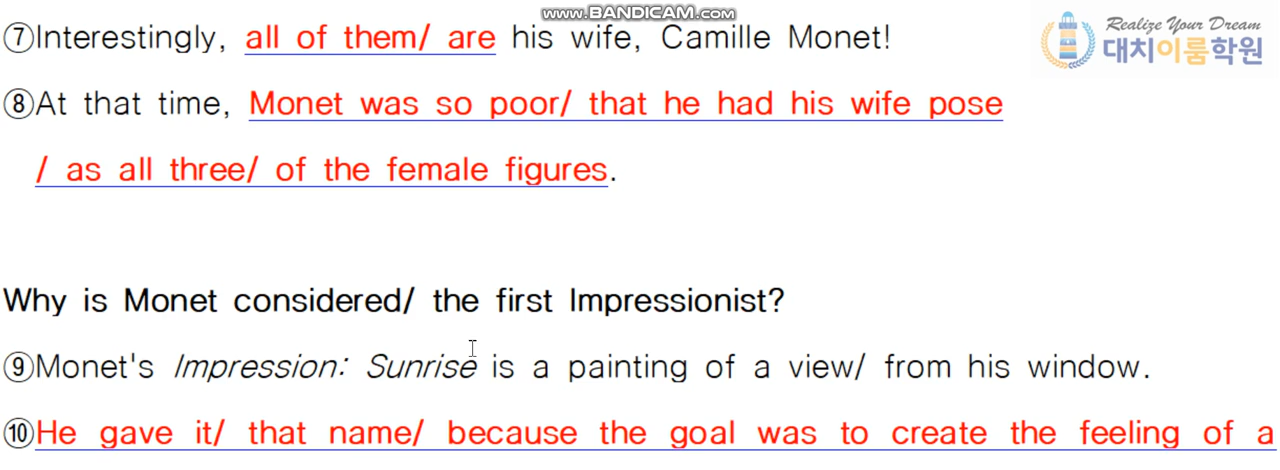 www.BANDICAM.com
Realize Your Dream
대치이룸학원
⑦Interestingly, all of them/ are his wife, Camille Monet!
⑧At that time, Monet was so poor/ that he had his wife pose
/ as all three/ of the female figures.
Why is Monet considered/ the first Impressionist?
⑨Monet's Impression: Sunrise is a painting of a view/ from his window.
⑩He gave it/ that name/ because the goal was to create the feeling of a